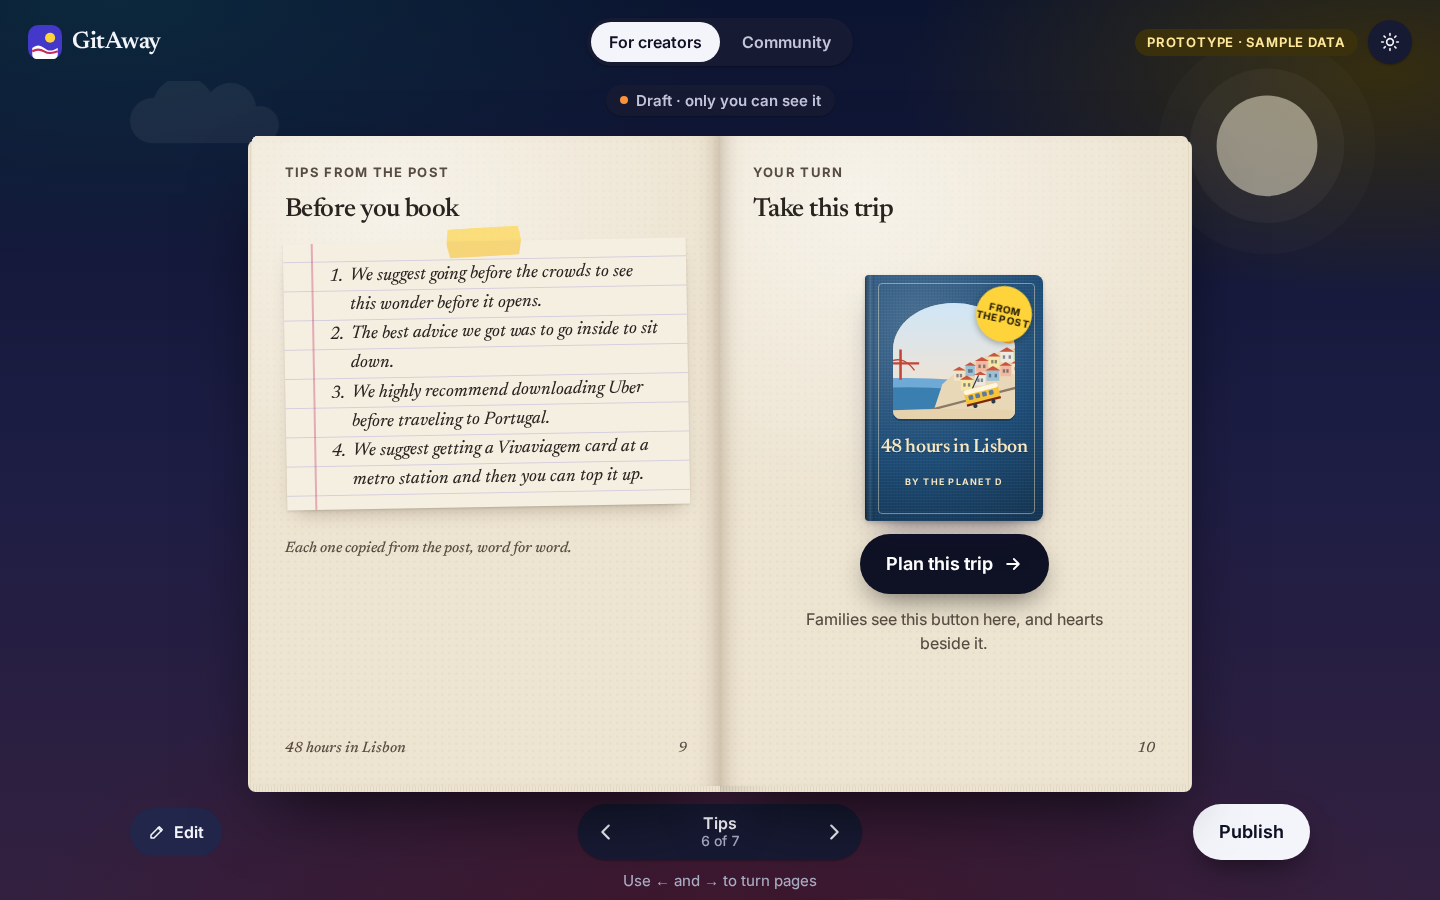 GitAway
For creators
Community
PROTOTYPE · SAMPLE DATA
Draft · only you can see it
TIPS FROM THE POST
Before you book
1. We suggest going before the crowds to see
this wonder before it opens.
2. The best advice we got was to go inside to sit
down.
3. We highly recommend downloading Uber
before traveling to Portugal.
4. We suggest getting a Vivaviagem card at a
metro station and then you can top it up.
Each one copied from the post, word for word.
48 hours in Lisbon
9
YOUR TURN
Take this trip
FROM
THE POST
48 hours in Lisbon
BY THE PLANET D
Plan this trip →
Families see this button here, and hearts
beside it.
10
Edit
Tips
6 of 7
Publish
Use ← and → to turn pages